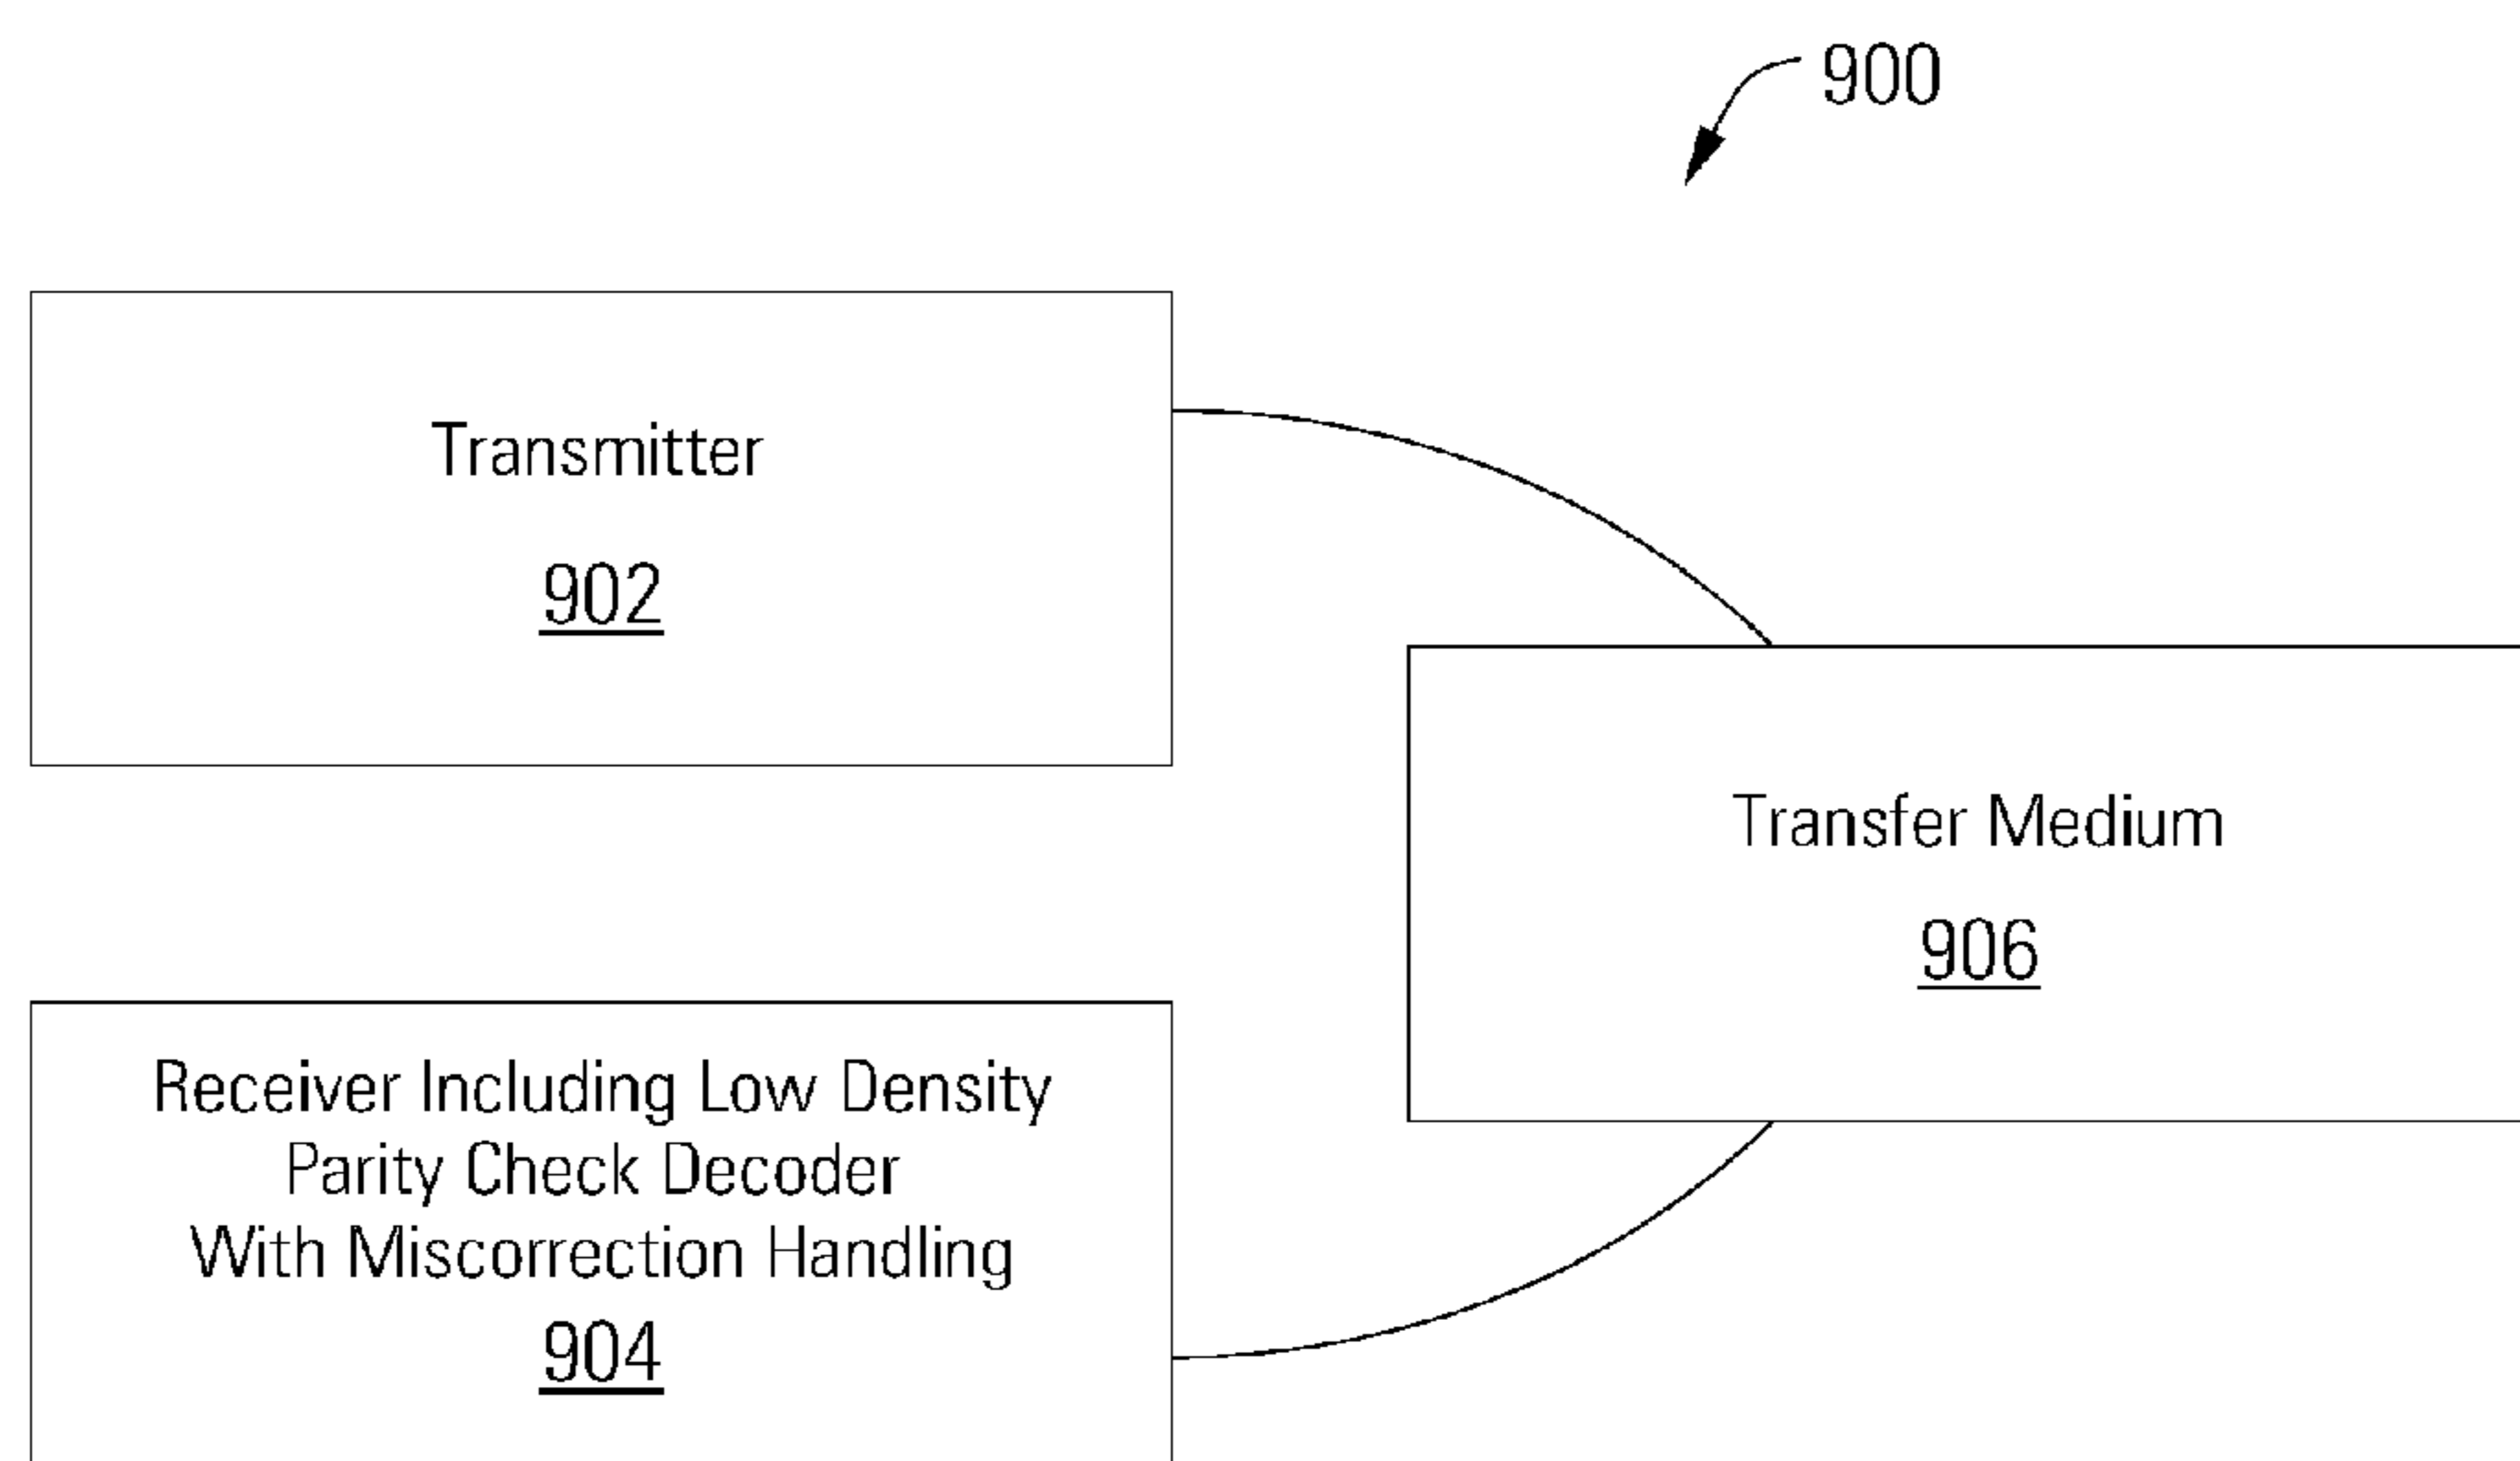 900
Transmitter
902
Transfer Medium
906
Receiver Including Low Density
Parity Check Decoder
With Miscorrection Handling
904